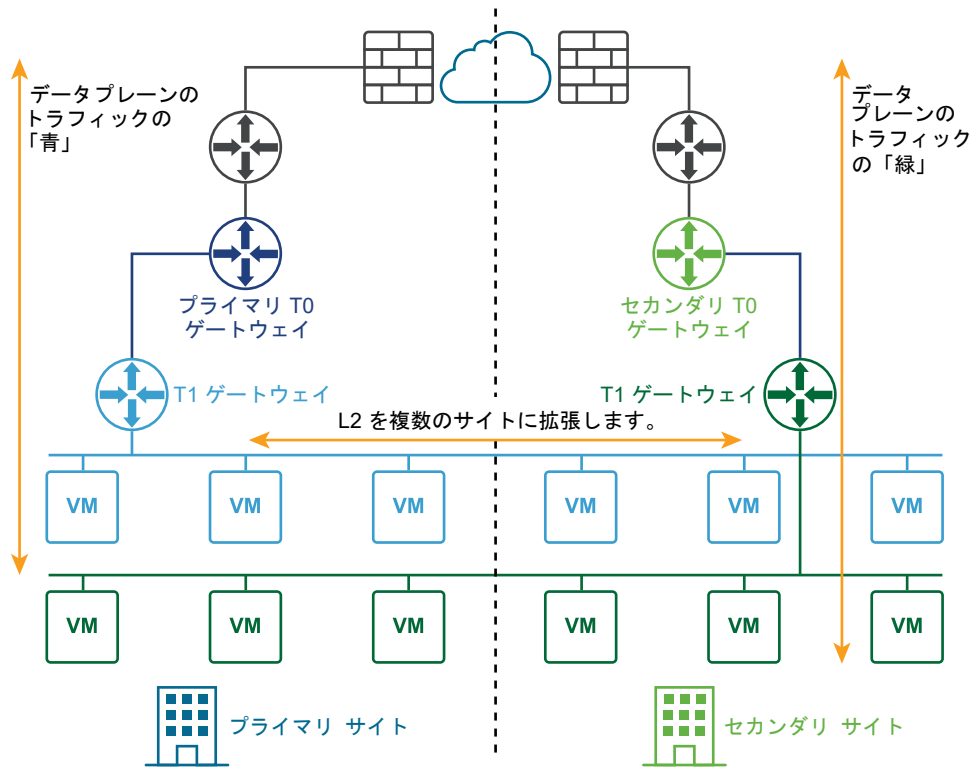 データプレーンの
トラフィックの
「青」
データ
プレーンの
トラフィック
の「緑」
プライマリ T0
ゲートウェイ
セカンダリ T0
ゲートウェイ
T1 ゲートウェイ
T1 ゲートウェイ
L2 を複数のサイトに拡張します。
VM
VM
VM
VM
VM
VM
VM
VM
VM
VM
VM
VM
プライマリ サイト
セカンダリ サイト